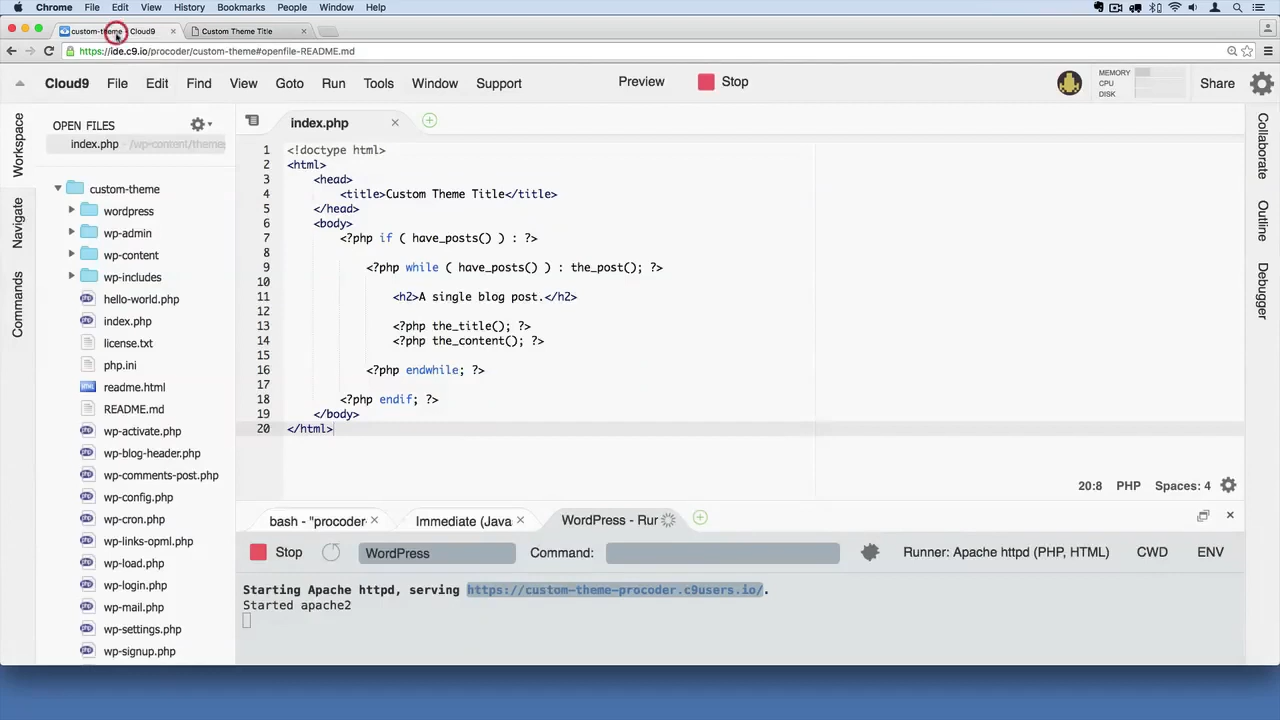 Chrome File Edit View History Bookmarks People Window Help
custom-theme - Cloud9
Custom Theme Title
https://ide.c9.io/procoder/custom-theme#openfile-README.md
Cloud9 File Edit Find View Goto Run Tools Window Support Preview Stop
MEMORY
CPU
DISK
Share
Workspace
Navigate
Commands
OPEN FILES
index.php - /wp-content/themes
custom-theme
wordpress
wp-admin
wp-content
wp-includes
hello-world.php
index.php
license.txt
php.ini
readme.html
README.md
wp-activate.php
wp-blog-header.php
wp-comments-post.php
wp-config.php
wp-cron.php
wp-links-opml.php
wp-load.php
wp-login.php
wp-mail.php
wp-settings.php
wp-signup.php
index.php
1 <!doctype html>
2 <html>
3 <head>
4 <title>Custom Theme Title</title>
5 </head>
6 <body>
7 <?php if ( have_posts() ) : ?>
8
9 <?php while ( have_posts() ) : the_post(); ?>
10
11 <h2>A single blog post.</h2>
12
13 <?php the_title(); ?>
14 <?php the_content(); ?>
15
16 <?php endwhile; ?>
17
18 <?php endif; ?>
19 </body>
20 </html>
20:8 PHP Spaces: 4
Collaborate
Outline
Debugger
bash - "procoder
Immediate (Java
WordPress - Run
Stop WordPress Command: Runner: Apache httpd (PHP, HTML) CWD ENV
Starting Apache httpd, serving https://custom-theme-procoder.c9users.io/.
Started apache2